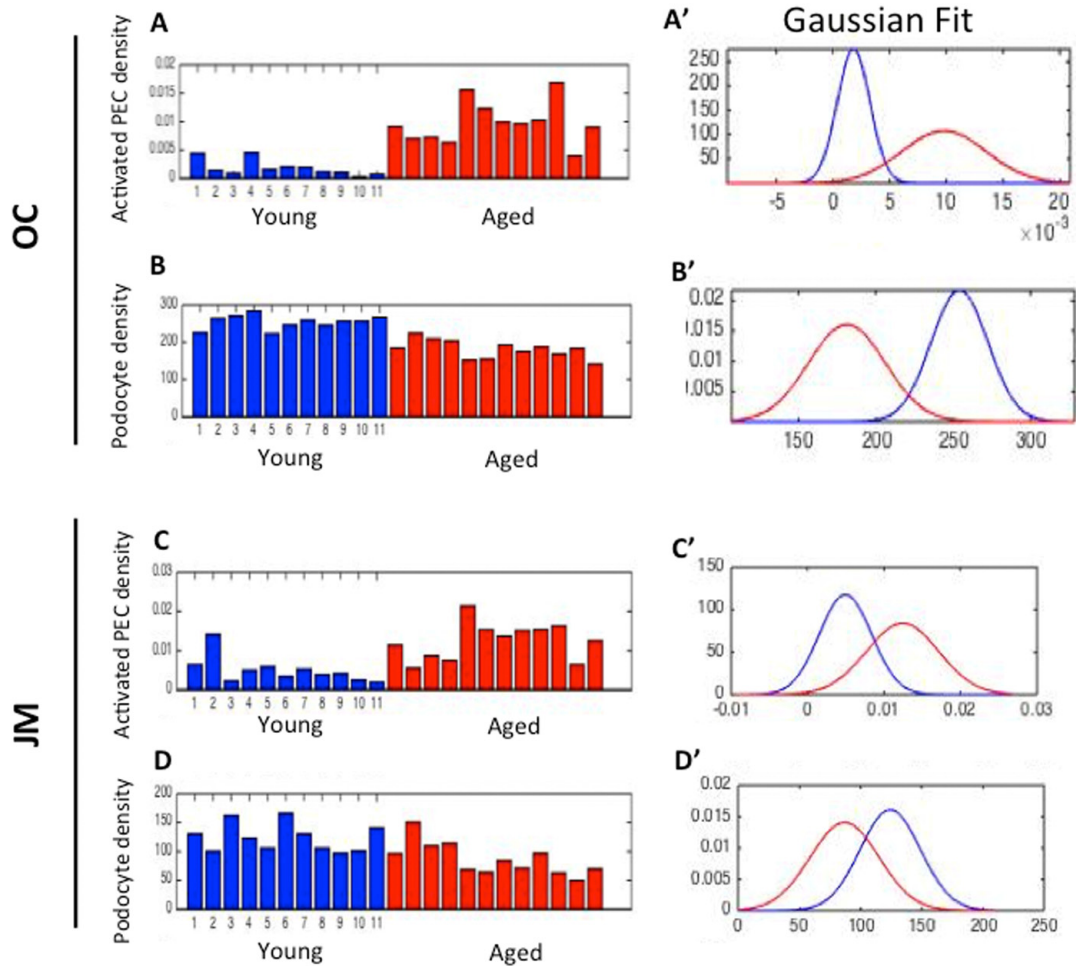 A
Activated PEC density
0.02
0.015
0.01
0.005
0
1 2 3 4 5 6 7 8 9 10 11
Young
Aged
A’
Gaussian Fit
250
200
150
100
50
-5 0 5 10 15 20
×10⁻³
OC
B
Podocyte density
300
200
100
0
1 2 3 4 5 6 7 8 9 10 11
Young
Aged
B’
0.02
).015
0.01
).005
150 200 250 300
C
Activated PEC density
0.03
0.02
0.01
0
1 2 3 4 5 6 7 8 9 10 11
Young
Aged
C’
150
100
50
0
-0.01 0 0.01 0.02 0.03
JM
D
Podocyte density
200
150
100
50
0
1 2 3 4 5 6 7 8 9 10 11
Young
Aged
D’
0.02
0.015
0.01
0.005
0
0 50 100 150 200 250